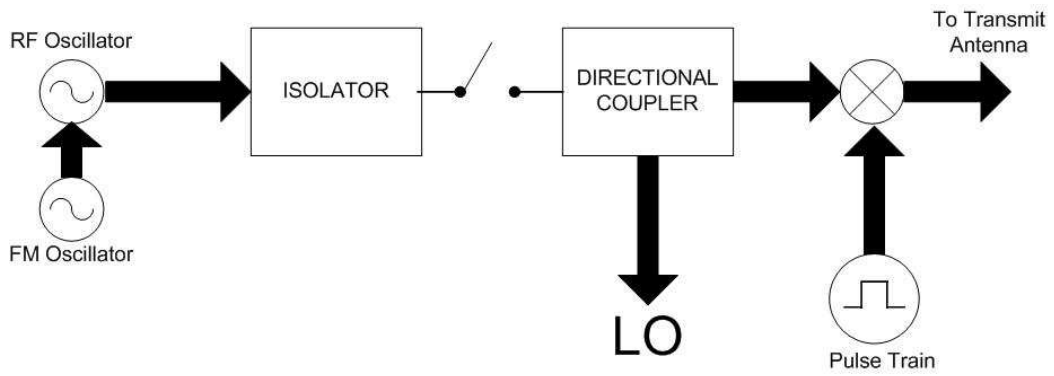 RF Oscillator
ISOLATOR
DIRECTIONAL
COUPLER
To Transmit
Antenna
FM Oscillator
LO
Pulse Train